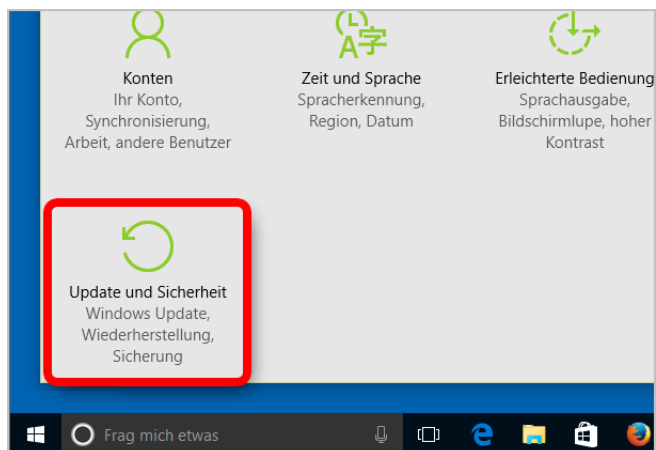 Konten
Ihr Konto,
Synchronisierung,
Arbeit, andere Benutzer
Zeit und Sprache
Spracherkennung,
Region, Datum
Erleichterte Bedienung
Sprachausgabe,
Bildschirmlupe, hoher
Kontrast
Update und Sicherheit
Windows Update,
Wiederherstellung,
Sicherung
Frag mich etwas